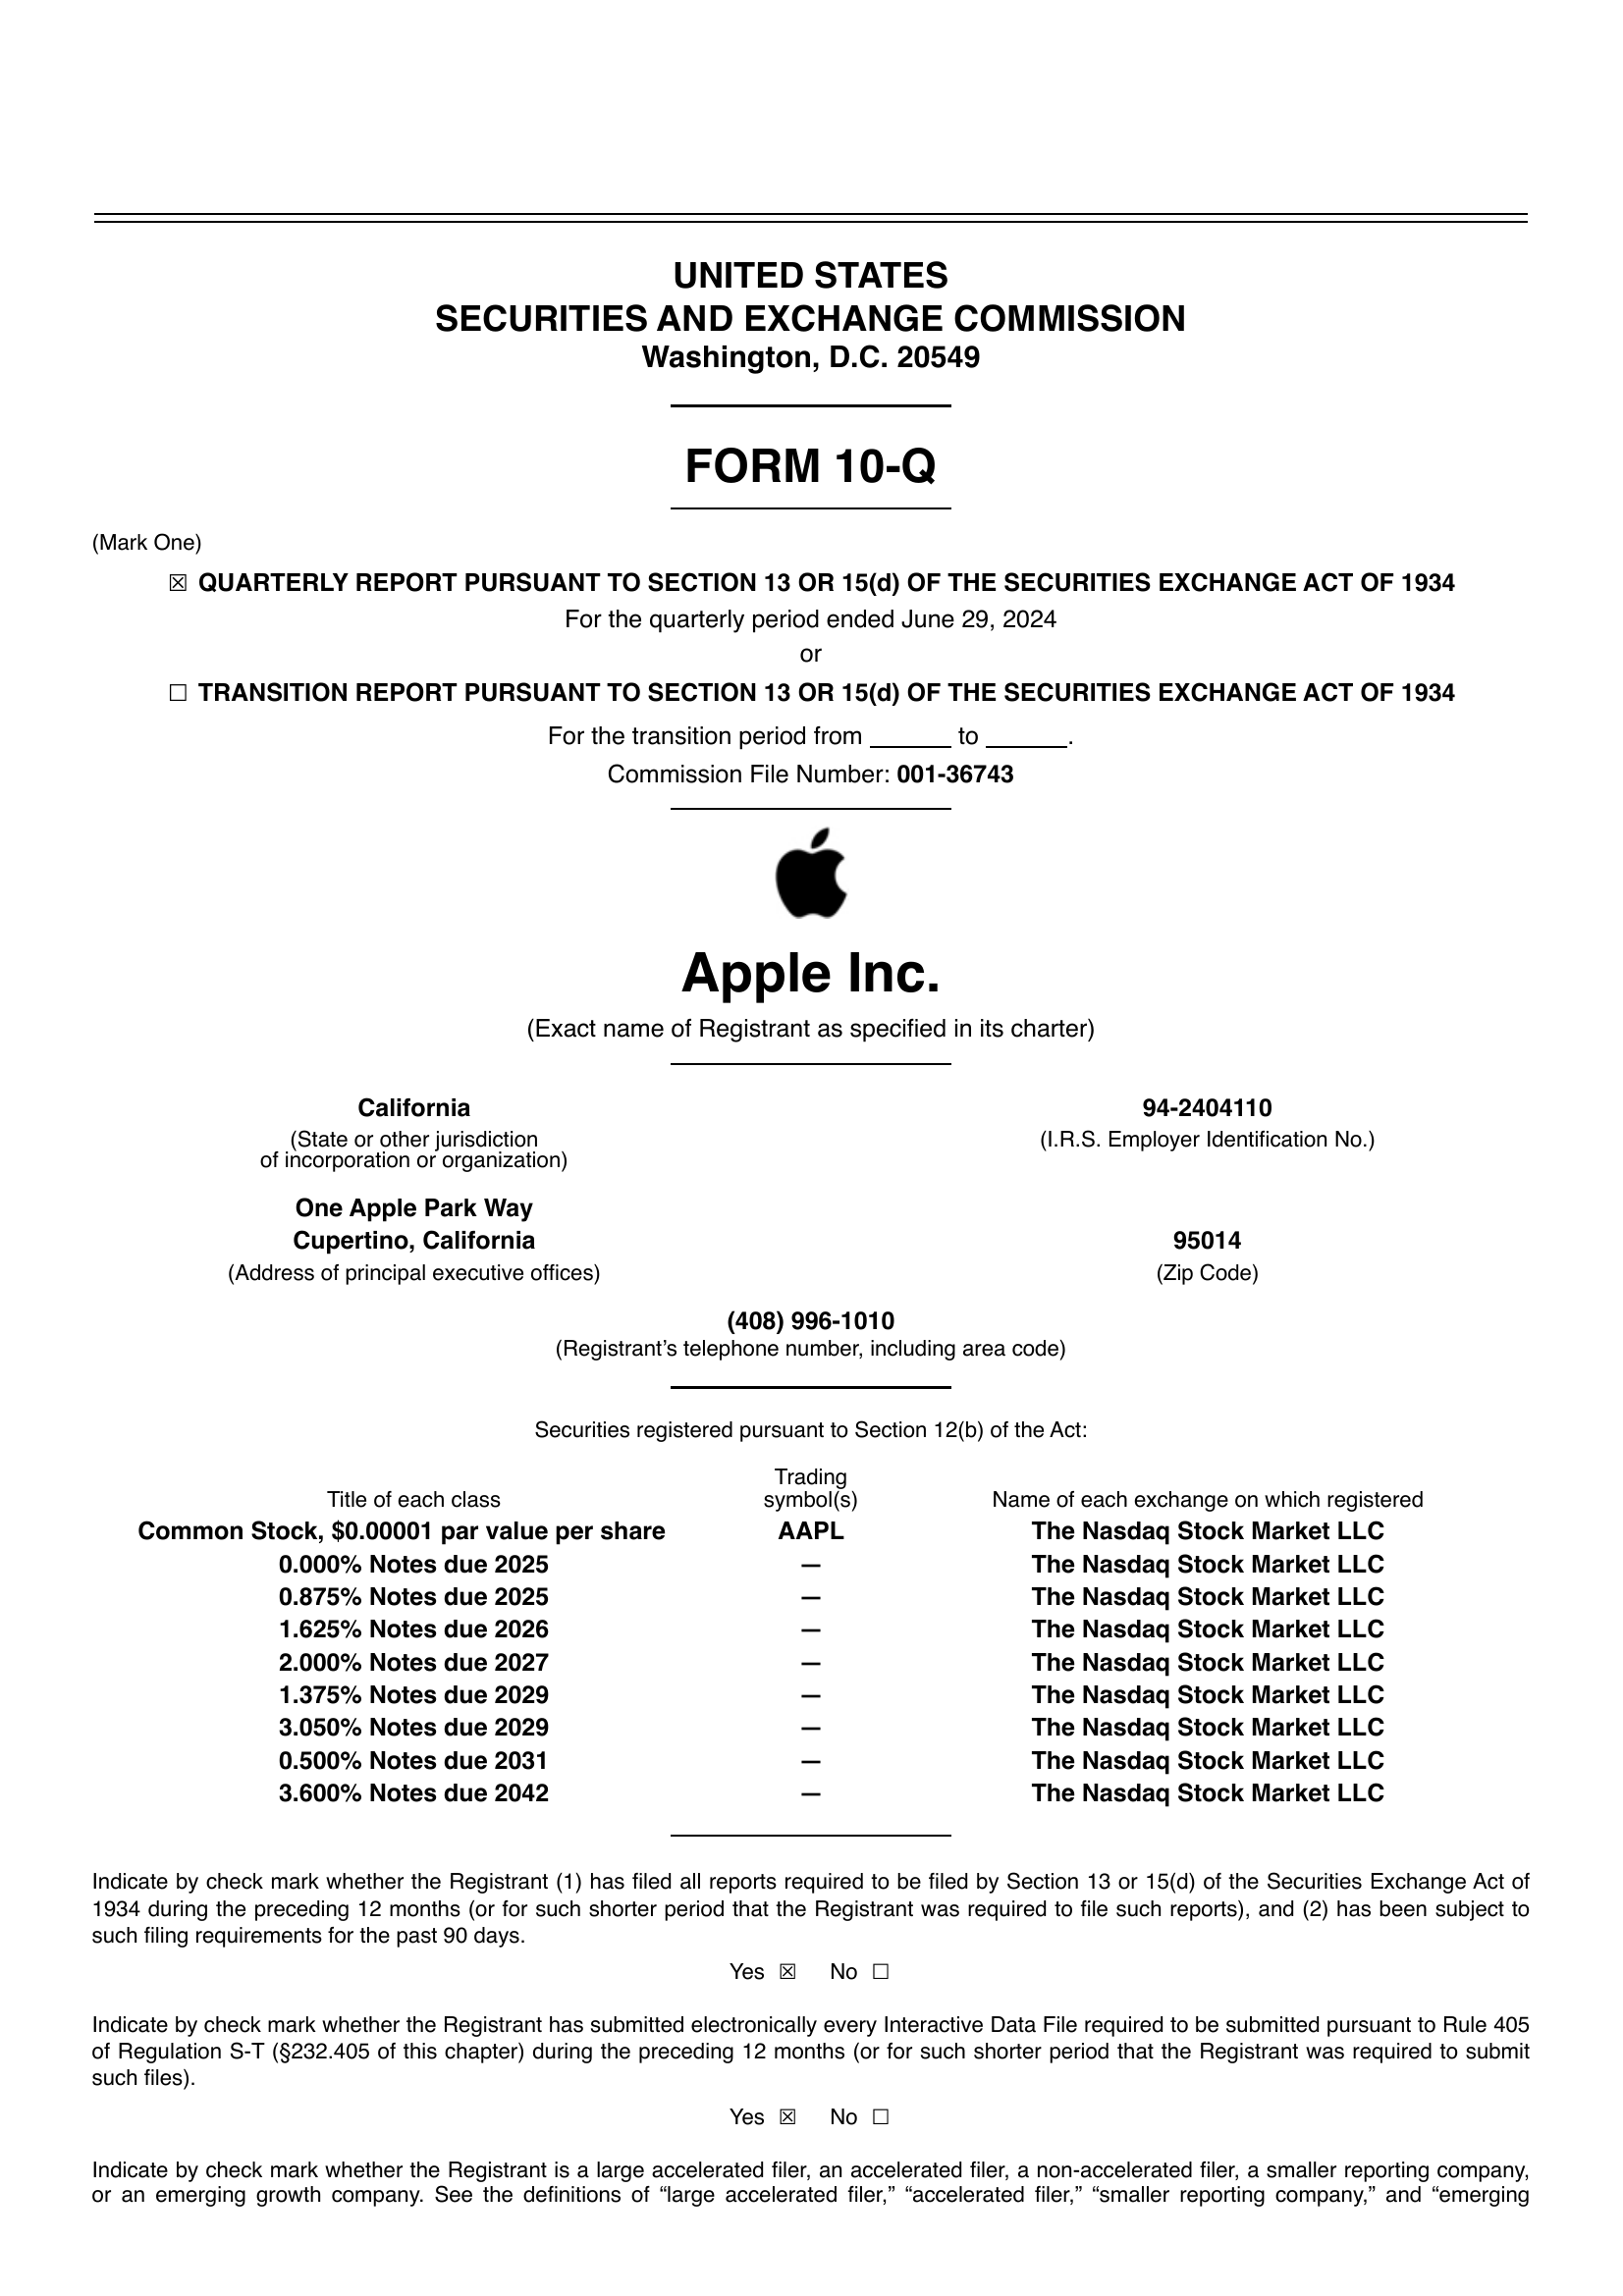 UNITED STATES
SECURITIES AND EXCHANGE COMMISSION
Washington, D.C. 20549
FORM 10-Q
(Mark One)
☒ QUARTERLY REPORT PURSUANT TO SECTION 13 OR 15(d) OF THE SECURITIES EXCHANGE ACT OF 1934
For the quarterly period ended June 29, 2024
or
☐ TRANSITION REPORT PURSUANT TO SECTION 13 OR 15(d) OF THE SECURITIES EXCHANGE ACT OF 1934
For the transition period from ______ to ______.
Commission File Number: 001-36743
Apple Inc.
(Exact name of Registrant as specified in its charter)
California 94-2404110
(State or other jurisdiction (I.R.S. Employer Identification No.)
of incorporation or organization)
One Apple Park Way
Cupertino, California 95014
(Address of principal executive offices) (Zip Code)
(408) 996-1010
(Registrant’s telephone number, including area code)
Securities registered pursuant to Section 12(b) of the Act:
Trading
Title of each class symbol(s) Name of each exchange on which registered
Common Stock, $0.00001 par value per share AAPL The Nasdaq Stock Market LLC
0.000% Notes due 2025 — The Nasdaq Stock Market LLC
0.875% Notes due 2025 — The Nasdaq Stock Market LLC
1.625% Notes due 2026 — The Nasdaq Stock Market LLC
2.000% Notes due 2027 — The Nasdaq Stock Market LLC
1.375% Notes due 2029 — The Nasdaq Stock Market LLC
3.050% Notes due 2029 — The Nasdaq Stock Market LLC
0.500% Notes due 2031 — The Nasdaq Stock Market LLC
3.600% Notes due 2042 — The Nasdaq Stock Market LLC
Indicate by check mark whether the Registrant (1) has filed all reports required to be filed by Section 13 or 15(d) of the Securities Exchange Act of
1934 during the preceding 12 months (or for such shorter period that the Registrant was required to file such reports), and (2) has been subject to
such filing requirements for the past 90 days.
Yes ☒ No ☐
Indicate by check mark whether the Registrant has submitted electronically every Interactive Data File required to be submitted pursuant to Rule 405
of Regulation S-T (§232.405 of this chapter) during the preceding 12 months (or for such shorter period that the Registrant was required to submit
such files).
Yes ☒ No ☐
Indicate by check mark whether the Registrant is a large accelerated filer, an accelerated filer, a non-accelerated filer, a smaller reporting company,
or an emerging growth company. See the definitions of “large accelerated filer,” “accelerated filer,” “smaller reporting company,” and “emerging